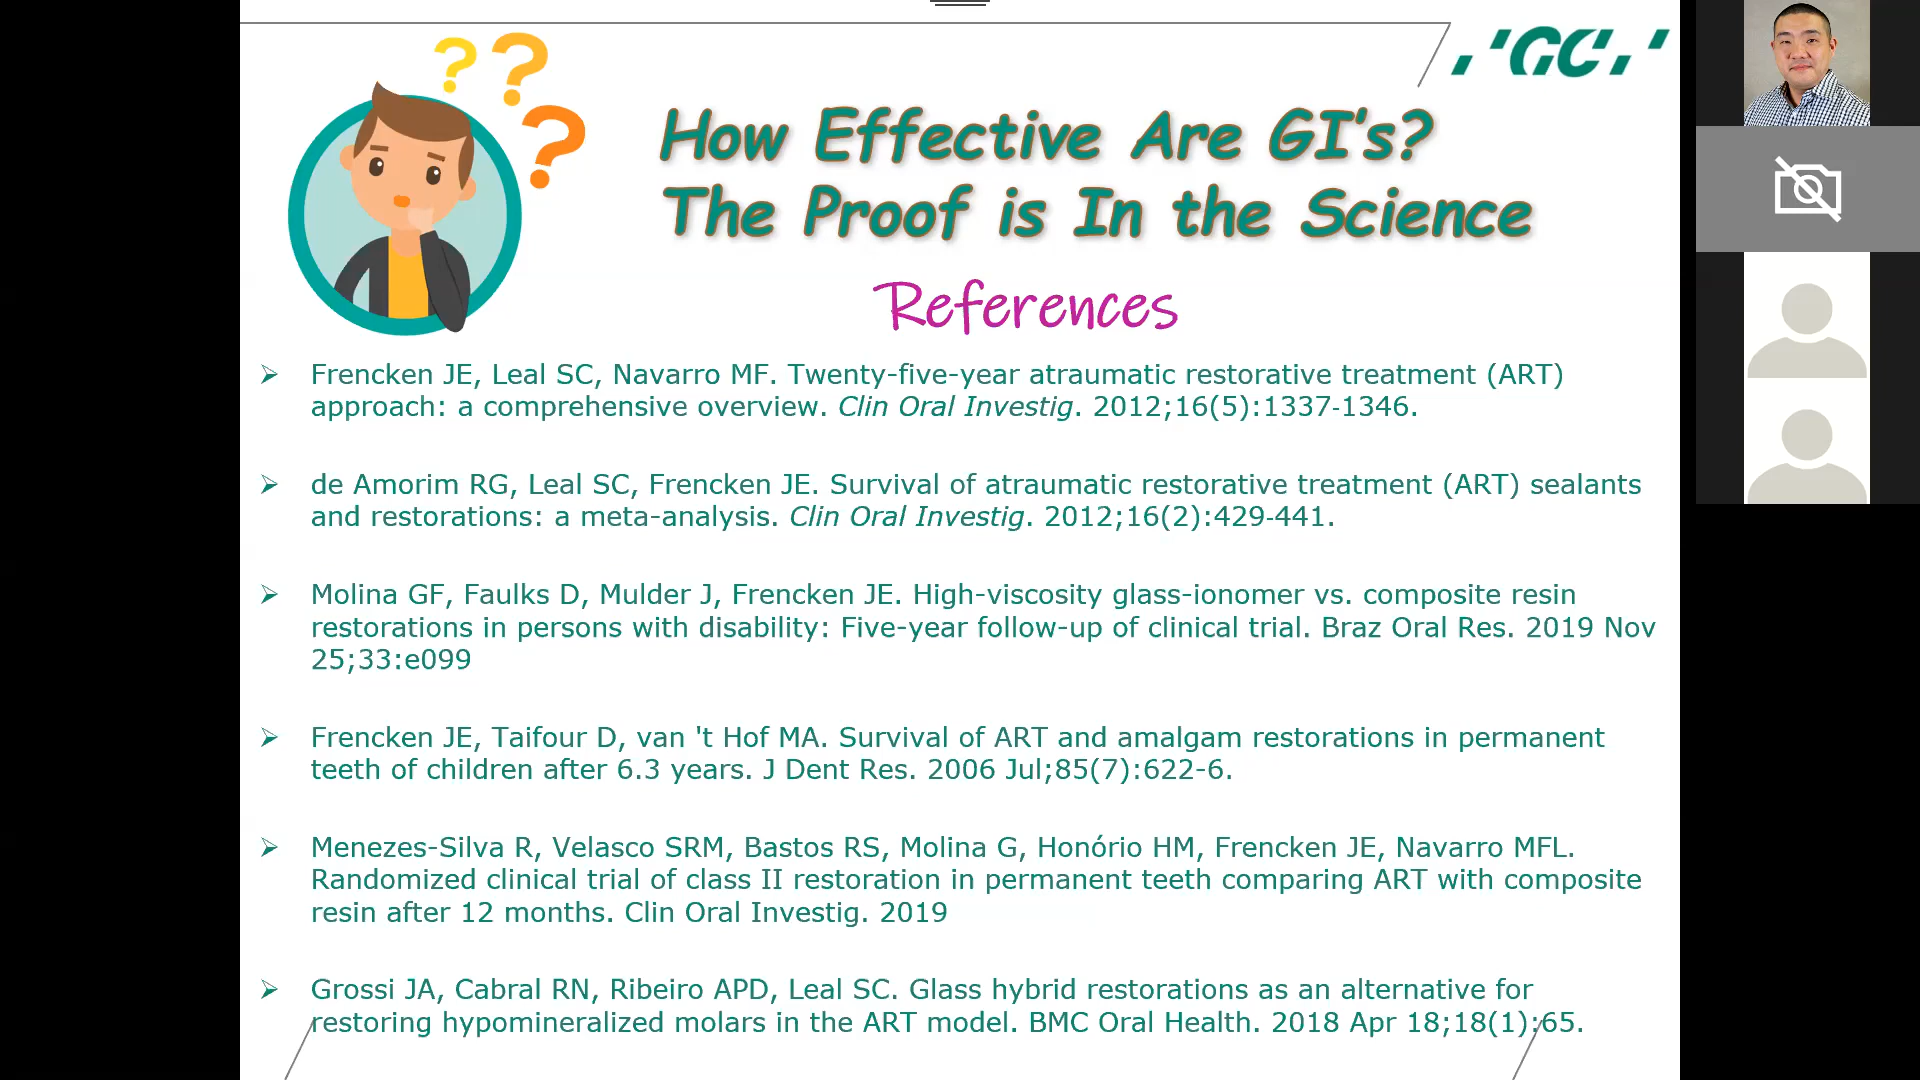 GC
How Effective Are GI's?
The Proof is In the Science
References
Frencken JE, Leal SC, Navarro MF. Twenty-five-year atraumatic restorative treatment (ART)
approach: a comprehensive overview. Clin Oral Investig. 2012;16(5):1337-1346.
de Amorim RG, Leal SC, Frencken JE. Survival of atraumatic restorative treatment (ART) sealants
and restorations: a meta-analysis. Clin Oral Investig. 2012;16(2):429-441.
Molina GF, Faulks D, Mulder J, Frencken JE. High-viscosity glass-ionomer vs. composite resin
restorations in persons with disability: Five-year follow-up of clinical trial. Braz Oral Res. 2019 Nov
25;33:e099
Frencken JE, Taifour D, van 't Hof MA. Survival of ART and amalgam restorations in permanent
teeth of children after 6.3 years. J Dent Res. 2006 Jul;85(7):622-6.
Menezes-Silva R, Velasco SRM, Bastos RS, Molina G, Honório HM, Frencken JE, Navarro MFL.
Randomized clinical trial of class II restoration in permanent teeth comparing ART with composite
resin after 12 months. Clin Oral Investig. 2019
Grossi JA, Cabral RN, Ribeiro APD, Leal SC. Glass hybrid restorations as an alternative for
restoring hypomineralized molars in the ART model. BMC Oral Health. 2018 Apr 18;18(1):65.